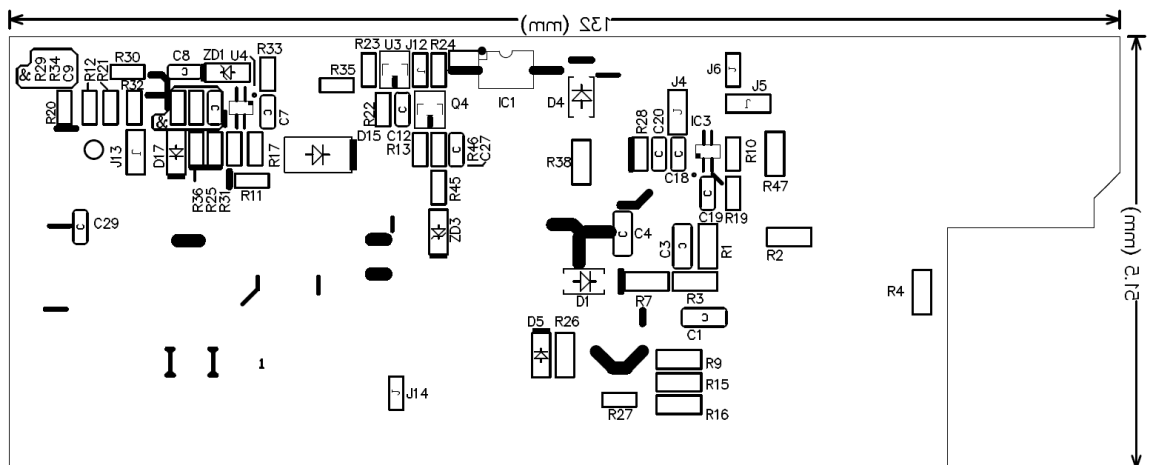 132 (mm)
R29
R34
C9
&
R12
R21
R30
C8
ZD1
U4
R33
R35
R23
U3
J12
R24
IC1
D4
J6
J5
J4
R20
R32
&
C7
R22
C12
Q4
R28
C20
IC3
J13
D17
R17
D15
R13
R46
C27
R38
C18
R10
R47
R36
R25
R31
R11
R45
C19
R19
C29
ZD3
C4
C3
R1
R2
(mm) 5.15
D1
R7
R3
R4
C1
D5
R26
1
R9
R15
J14
R27
R16